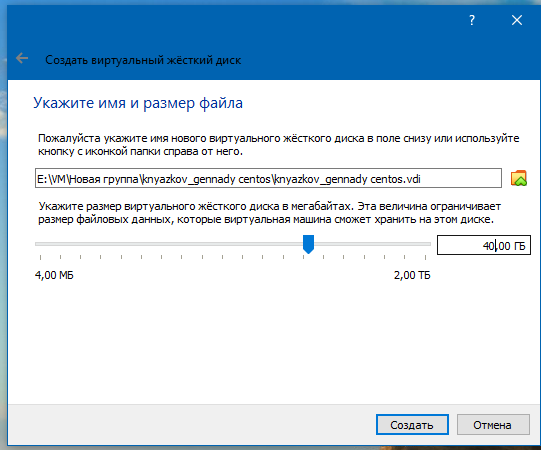 ?
Создать виртуальный жёсткий диск
Укажите имя и размер файла
Пожалуйста укажите имя нового виртуального жёсткого диска в поле снизу или используйте
кнопку с иконкой папки справа от него.
E:\VM\Новая группа\knyazkov_gennady centos\knyazkov_gennady centos.vdi
Укажите размер виртуального жёсткого диска в мегабайтах. Эта величина ограничивает
размер файловых данных, которые виртуальная машина сможет хранить на этом диске.
40,00 ГБ
4,00 МБ 2,00 ТБ
Создать Отмена